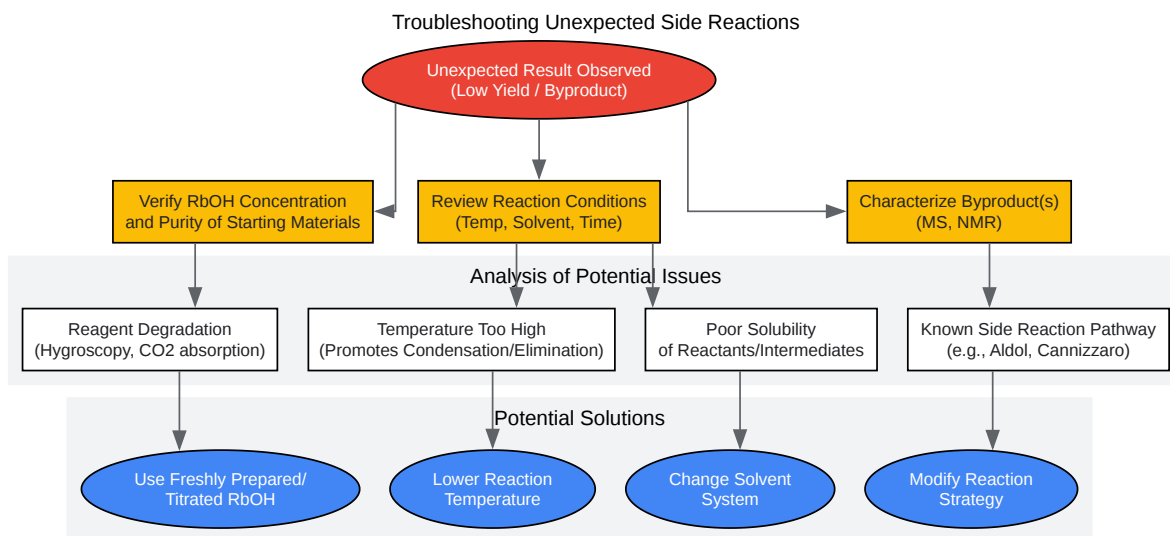 Troubleshooting Unexpected Side Reactions
Unexpected Result Observed
(Low Yield / Byproduct)
Verify RbOH Concentration
and Purity of Starting Materials
Review Reaction Conditions
(Temp, Solvent, Time)
Characterize Byproduct(s)
(MS, NMR)
Analysis of Potential Issues
Reagent Degradation
(Hygroscopy, CO2 absorption)
Temperature Too High
(Promotes Condensation/Elimination)
Poor Solubility
of Reactants/Intermediates
Known Side Reaction Pathway
(e.g., Aldol, Cannizzaro)
Potential Solutions
Use Freshly Prepared/
Titrated RbOH
Lower Reaction
Temperature
Change Solvent
System
Modify Reaction
Strategy